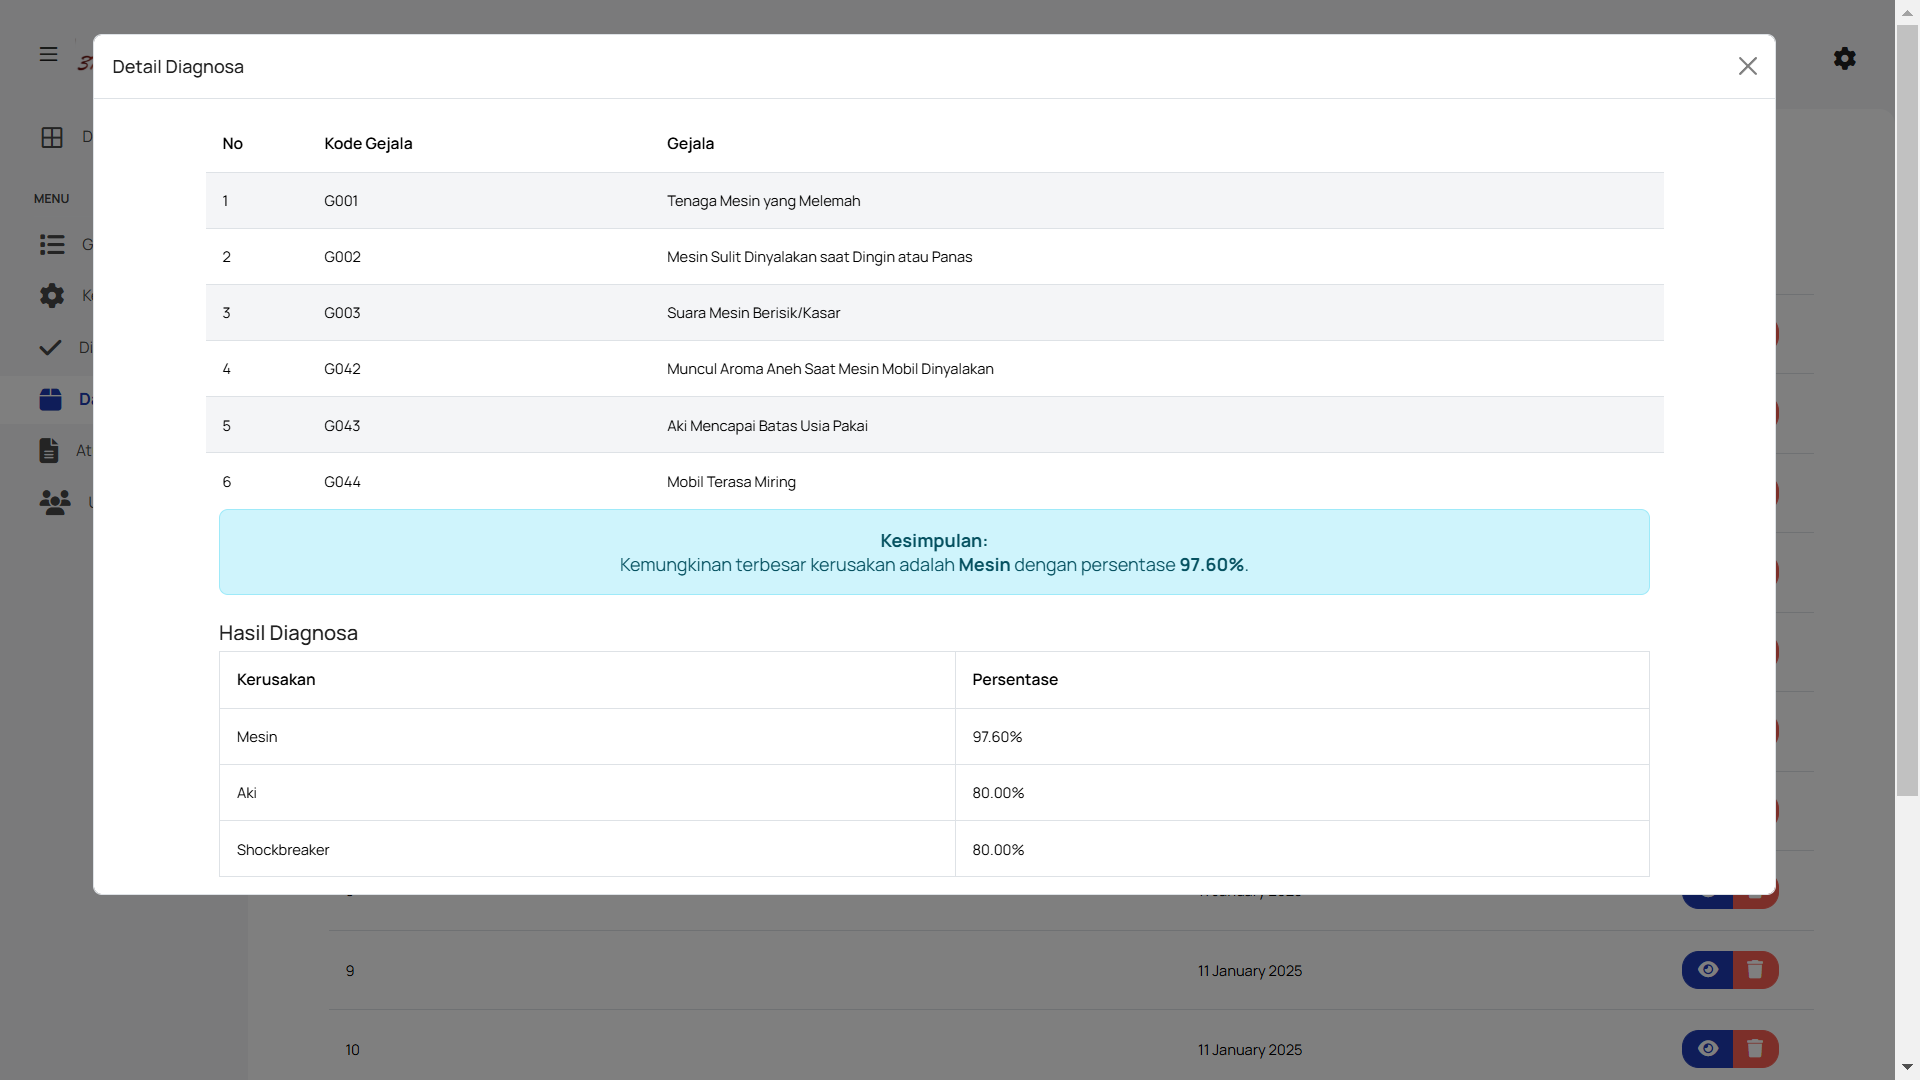 Detail Diagnosa
MENU
No Kode Gejala Gejala
1 G001 Tenaga Mesin yang Melemah
2 G002 Mesin Sulit Dinyalakan saat Dingin atau Panas
3 G003 Suara Mesin Berisik/Kasar
4 G042 Muncul Aroma Aneh Saat Mesin Mobil Dinyalakan
5 G043 Aki Mencapai Batas Usia Pakai
6 G044 Mobil Terasa Miring
Kesimpulan:
Kemungkinan terbesar kerusakan adalah Mesin dengan persentase 97.60%.
Hasil Diagnosa
Kerusakan Persentase
Mesin 97.60%
Aki 80.00%
Shockbreaker 80.00%
9 11 January 2025
10 11 January 2025